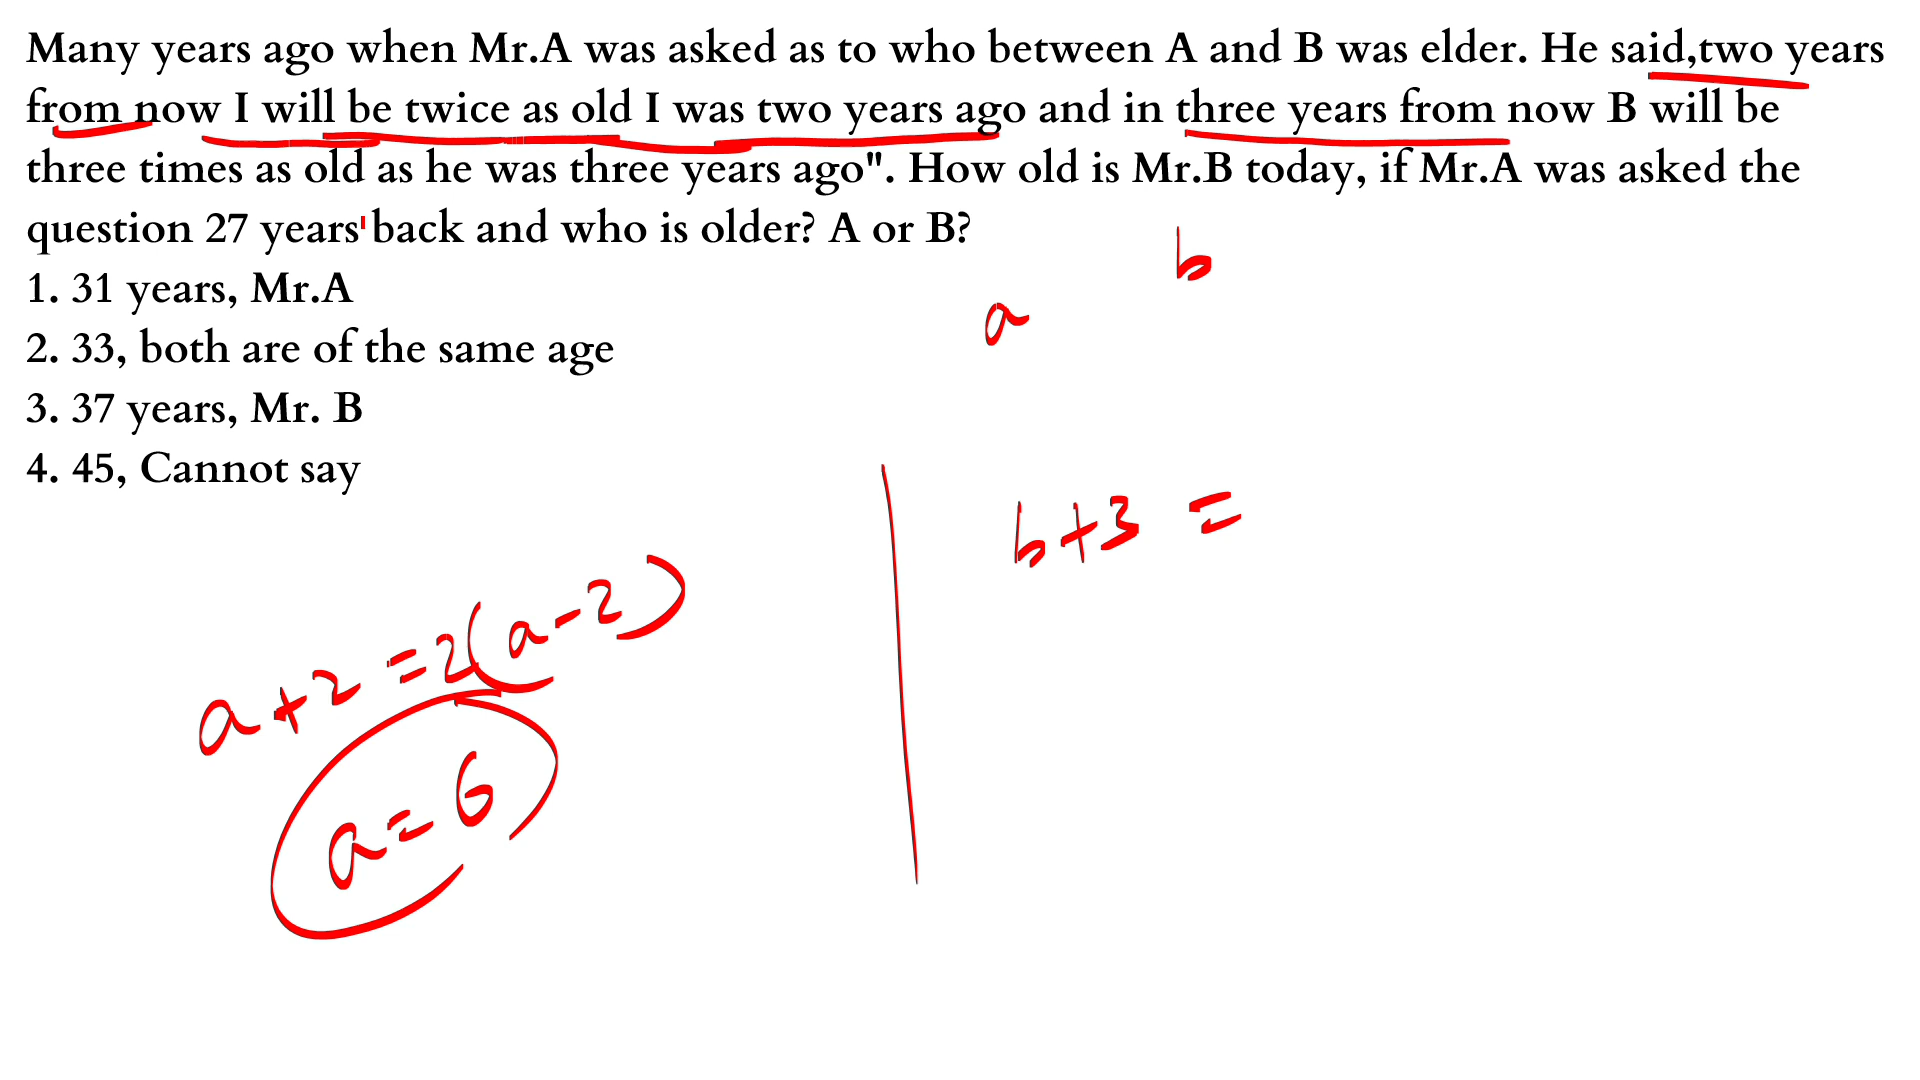 Many years ago when Mr.A was asked as to who between A and B was elder. He said,two years
from now I will be twice as old I was two years ago and in three years from now B will be
three times as old as he was three years ago". How old is Mr.B today, if Mr.A was asked the
question 27 years back and who is older? A or B?
1. 31 years, Mr.A
2. 33, both are of the same age
3. 37 years, Mr. B
4. 45, Cannot say
a
b
a+2=2(a-2)
a=6
b+3 =